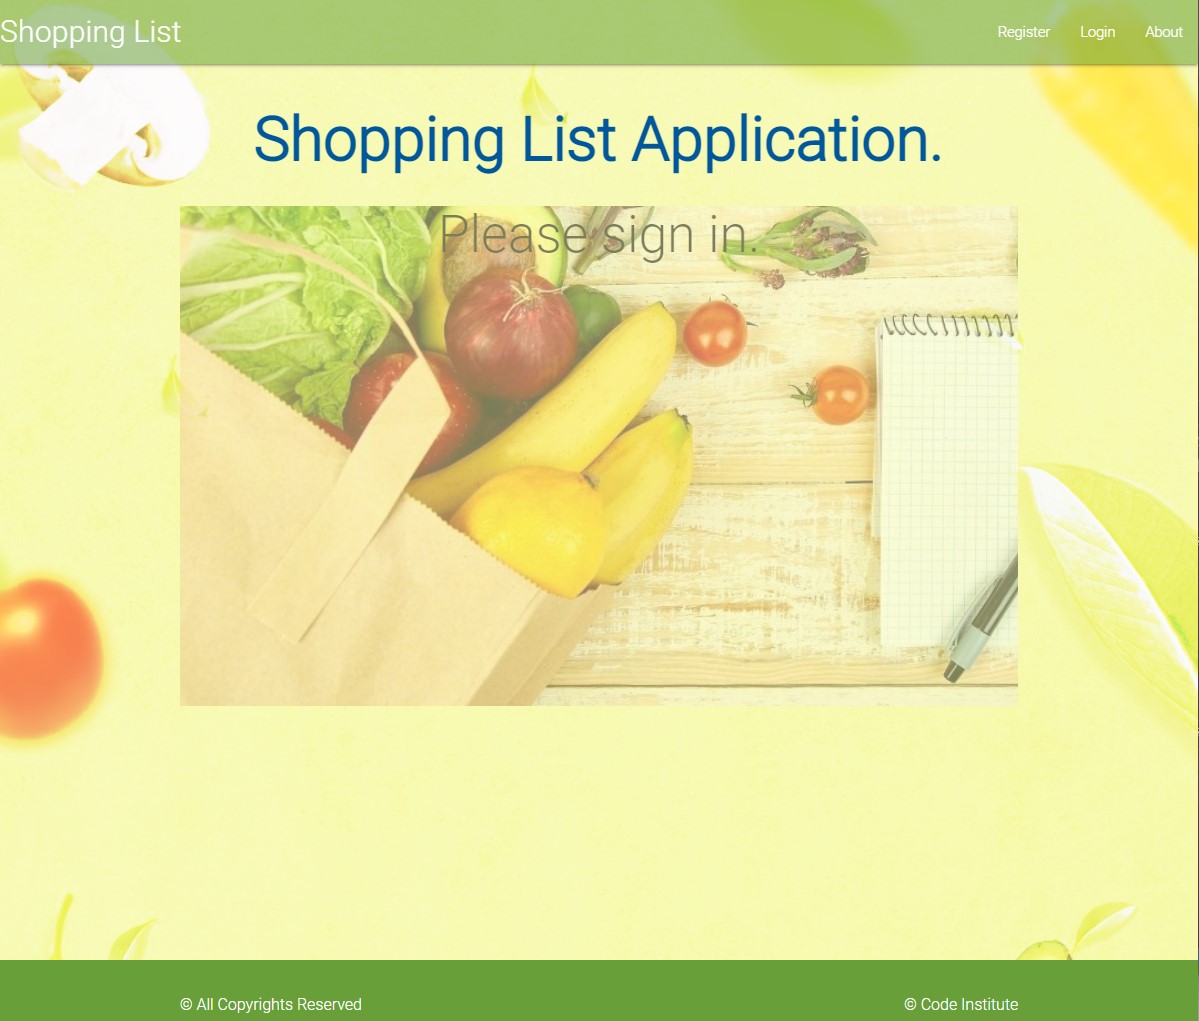 Shopping List
Register Login About
Shopping List Application.
Please sign in.
© All Copyrights Reserved
© Code Institute